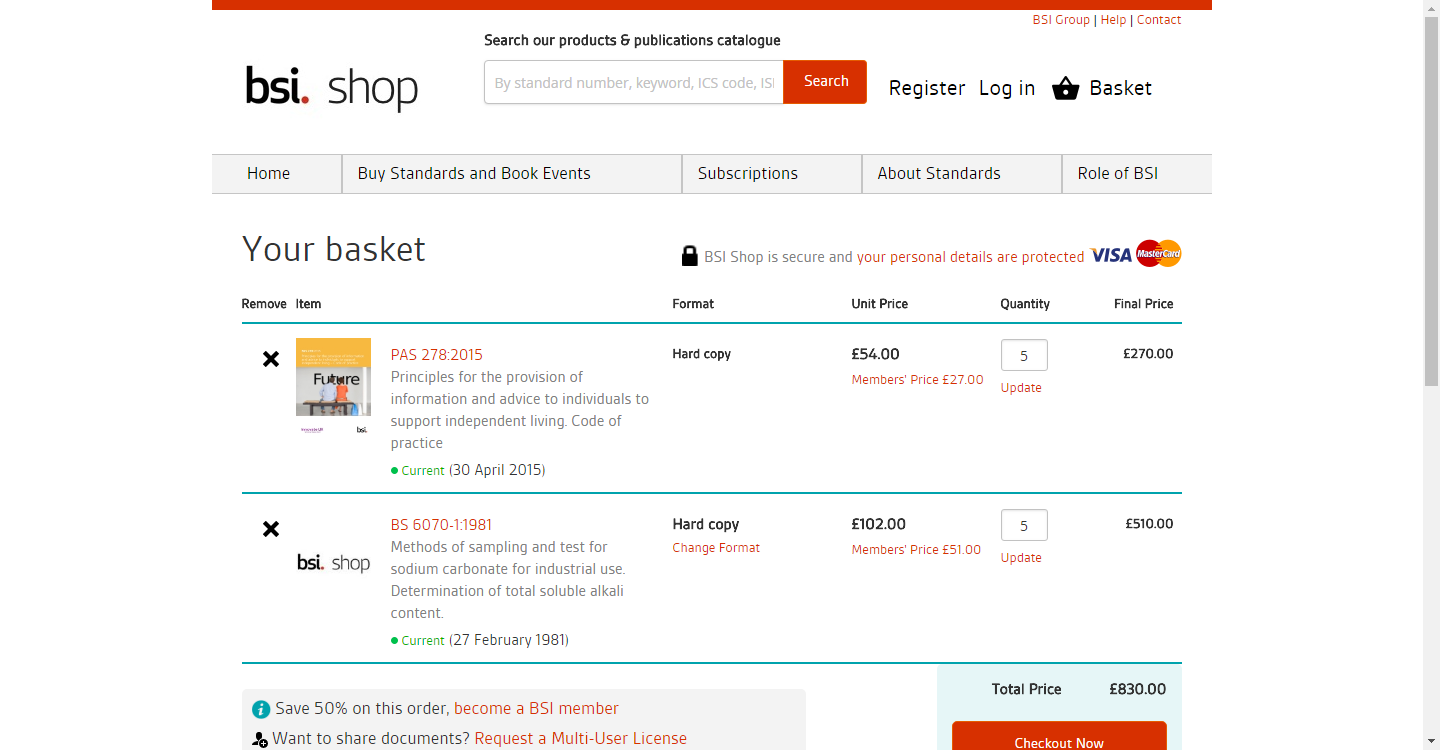 BSI Group | Help | Contact
Search our products & publications catalogue
bsi. shop
By standard number, keyword, ICS code, ISI
Search
Register Log in Basket
Home
Buy Standards and Book Events
Subscriptions
About Standards
Role of BSI
Your basket
BSI Shop is secure and your personal details are protected VISA MasterCard
Remove Item Format Unit Price Quantity Final Price
Future
bsi.
PAS 278:2015
Principles for the provision of
information and advice to individuals to
support independent living. Code of
practice
Current (30 April 2015)
Hard copy
£54.00
Members' Price £27.00
5
Update
£270.00
bsi. shop
BS 6070-1:1981
Methods of sampling and test for
sodium carbonate for industrial use.
Determination of total soluble alkali
content.
Current (27 February 1981)
Hard copy
Change Format
£102.00
Members' Price £51.00
5
Update
£510.00
i Save 50% on this order, become a BSI member
Want to share documents? Request a Multi-User License
Total Price £830.00
Checkout Now